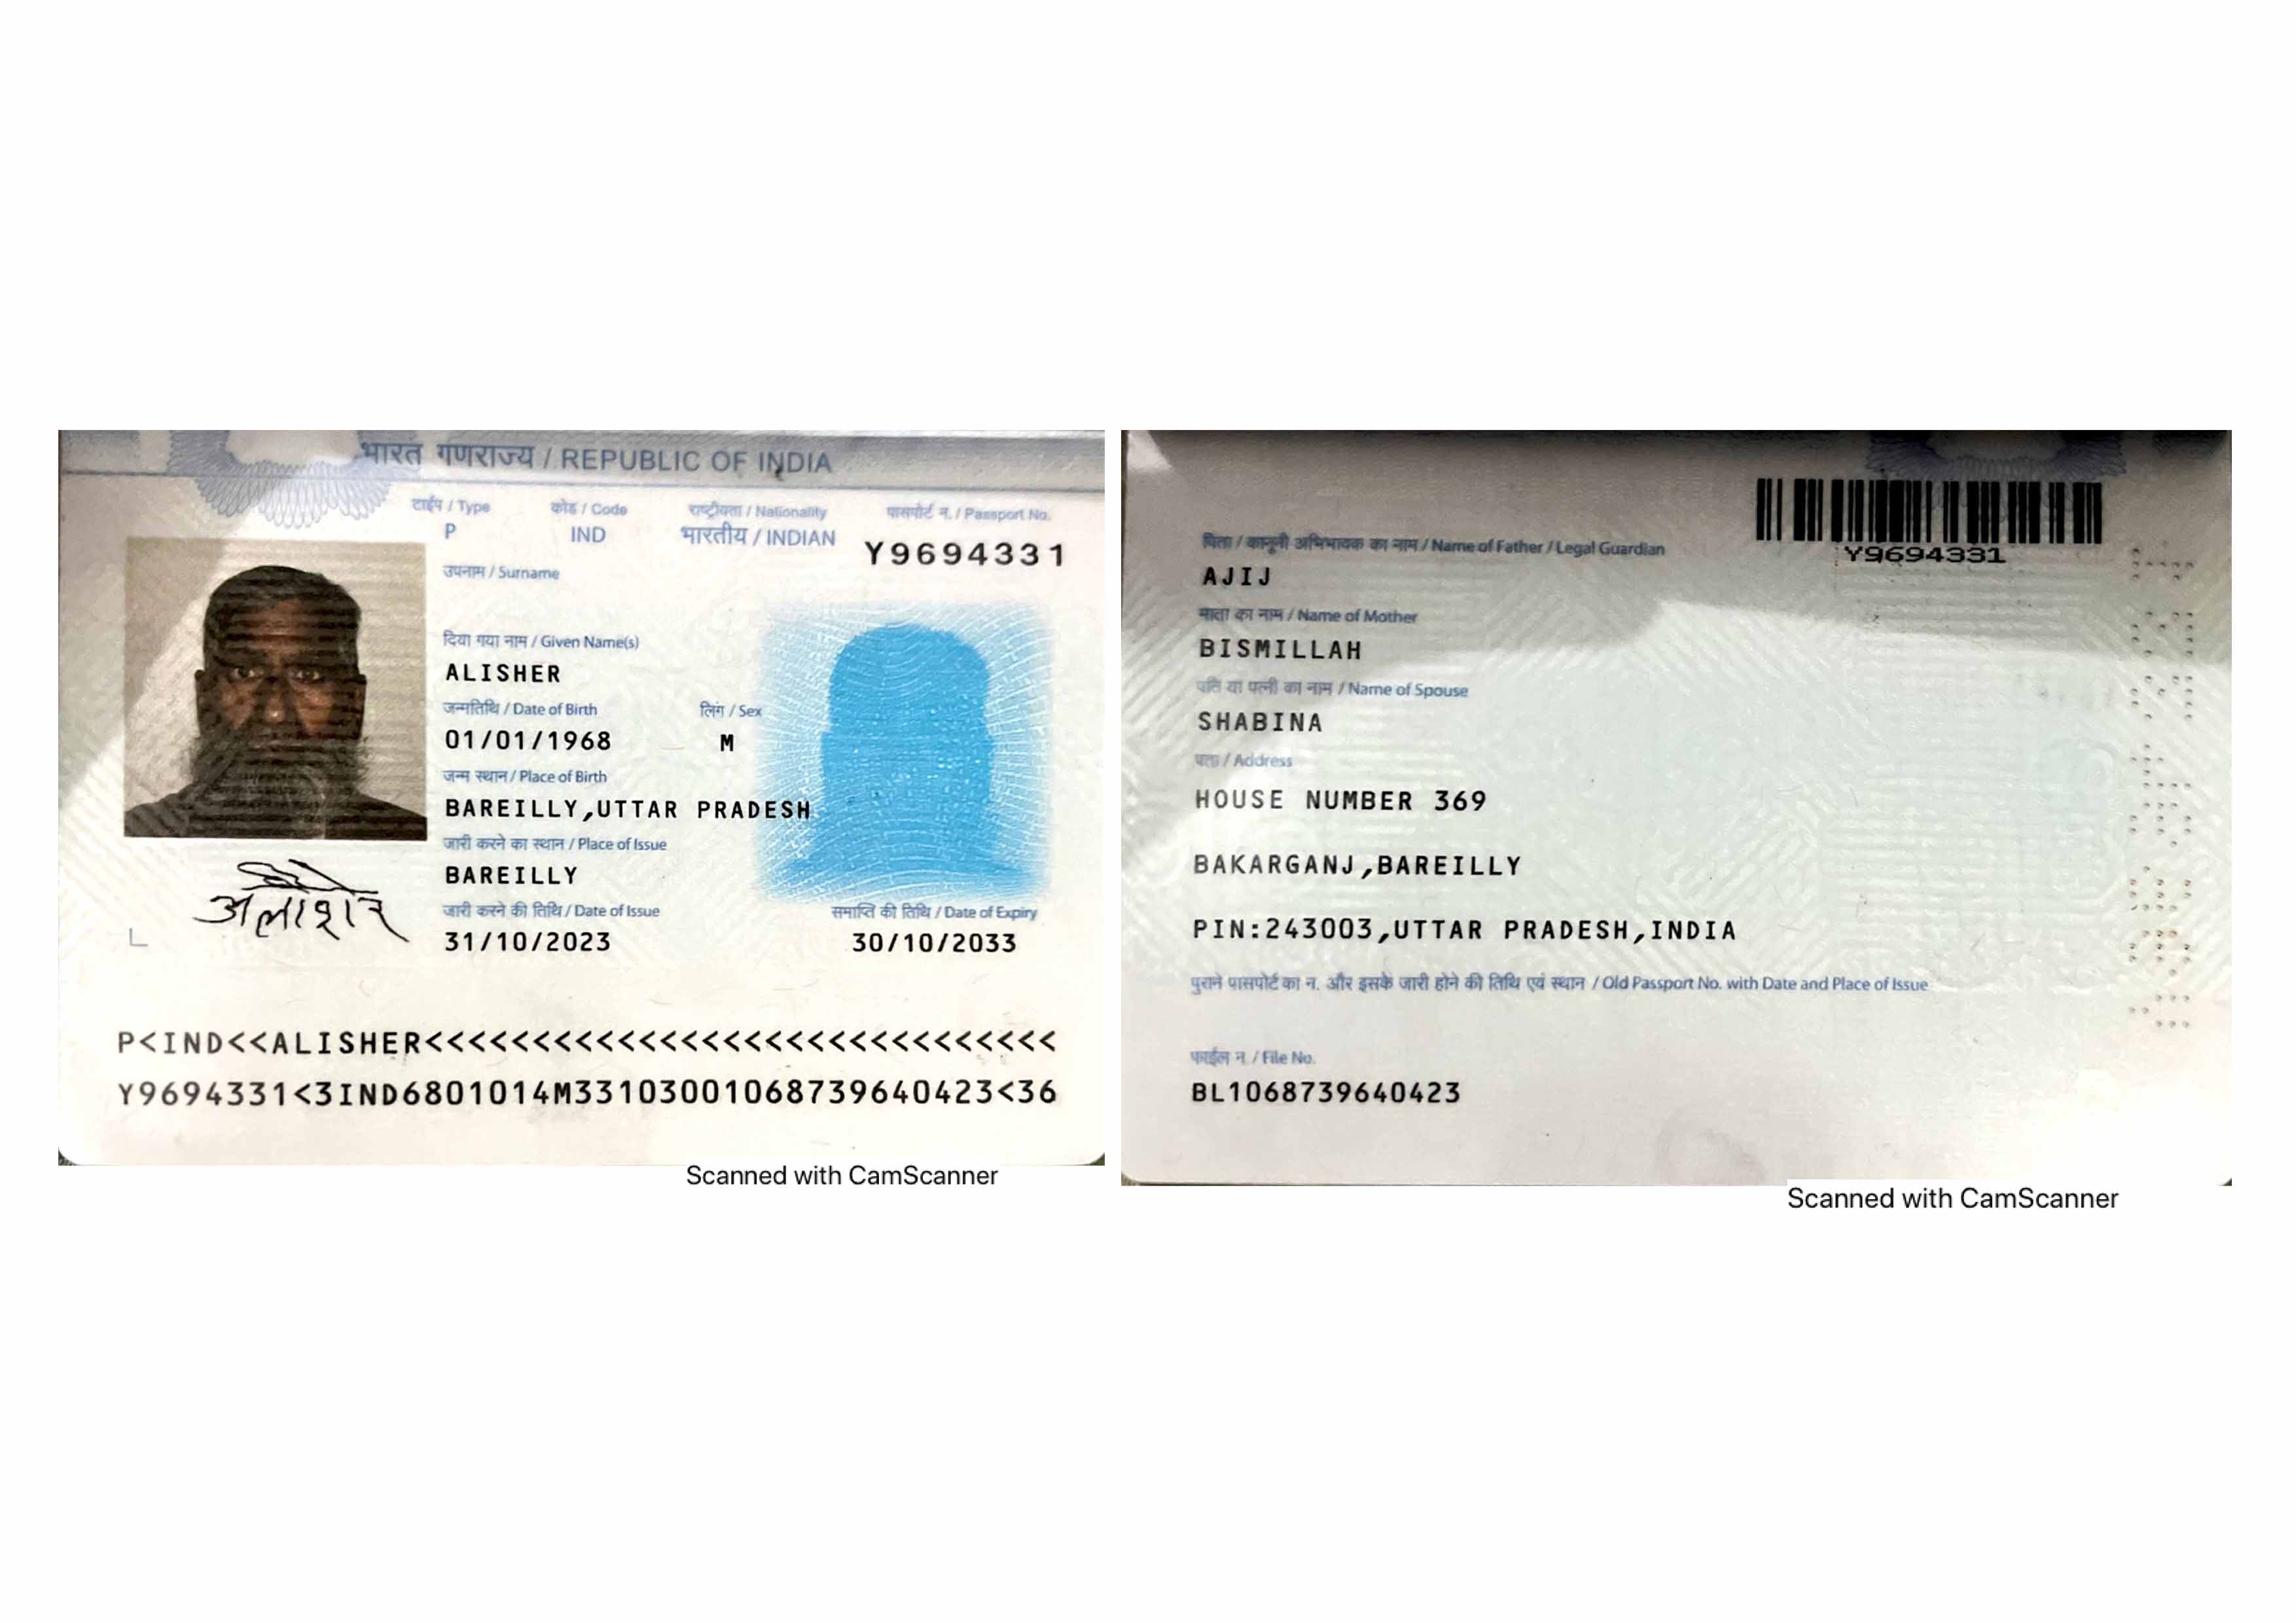 भारत गणराज्य / REPUBLIC OF INDIA
टाईप / Type
कोड / Code
राष्ट्रीयता / Nationality
पासपोर्ट न. / Passport No.
P
IND
भारतीय / INDIAN
Y9694331
उपनाम / Surname
दिया गया नाम / Given Name(s)
ALISHER
जन्मतिथि / Date of Birth
लिंग / Sex
01/01/1968
M
जन्म स्थान / Place of Birth
BAREILLY,UTTAR PRADESH
जारी करने का स्थान / Place of Issue
BAREILLY
जारी करने की तिथि / Date of Issue
समाप्ति की तिथि / Date of Expiry
31/10/2023
30/10/2033
अलीशेर
P<IND<<ALISHER<<<<<<<<<<<<<<<<<<<<<<<<<<<<<<
Y9694331<3IND6801014M33103001068739640423<36
Scanned with CamScanner
Y9694331
पिता / कानूनी अभिभावक का नाम / Name of Father / Legal Guardian
AJIJ
माता का नाम / Name of Mother
BISMILLAH
पति या पत्नी का नाम / Name of Spouse
SHABINA
पता / Address
HOUSE NUMBER 369
BAKARGANJ,BAREILLY
PIN:243003,UTTAR PRADESH,INDIA
पुराने पासपोर्ट का न. और इसके जारी होने की तिथि एवं स्थान / Old Passport No. with Date and Place of Issue
फाईल न. / File No.
BL1068739640423
Scanned with CamScanner